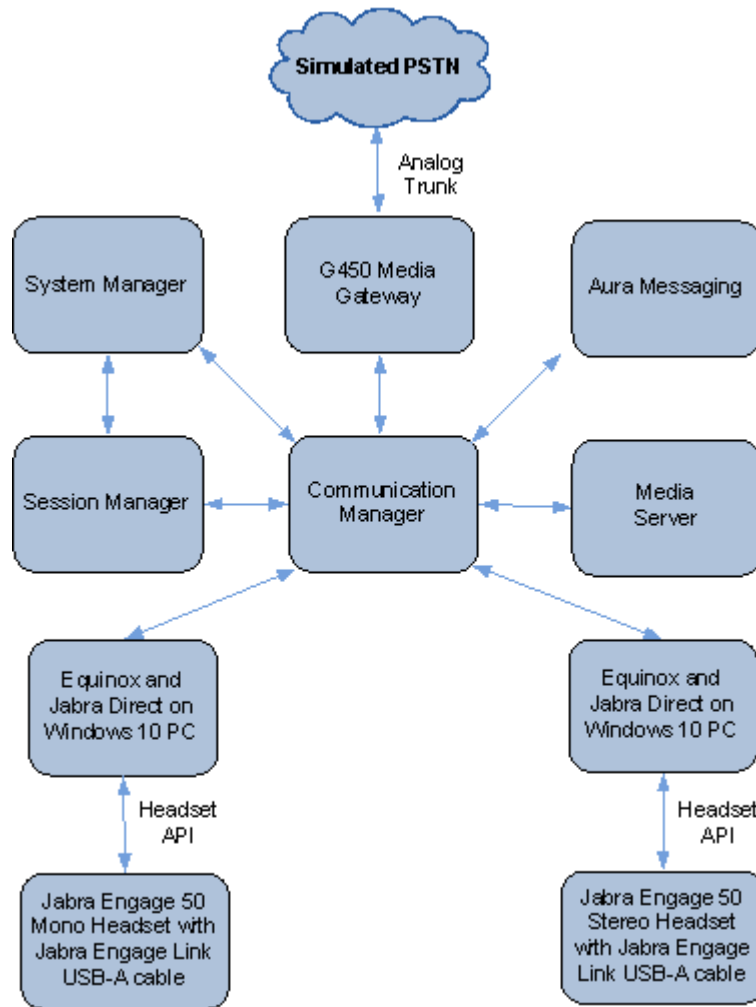 Simulated PSTN
Analog
Trunk
System Manager
G450 Media
Gateway
Aura Messaging
Session Manager
Communication
Manager
Media
Server
Equinox and
Jabra Direct on
Windows 10 PC
Equinox and
Jabra Direct on
Windows 10 PC
Headset
API
Headset
API
Jabra Engage 50
Mono Headset with
Jabra Engage Link
USB-A cable
Jabra Engage 50
Stereo Headset
with Jabra Engage
Link USB-A cable